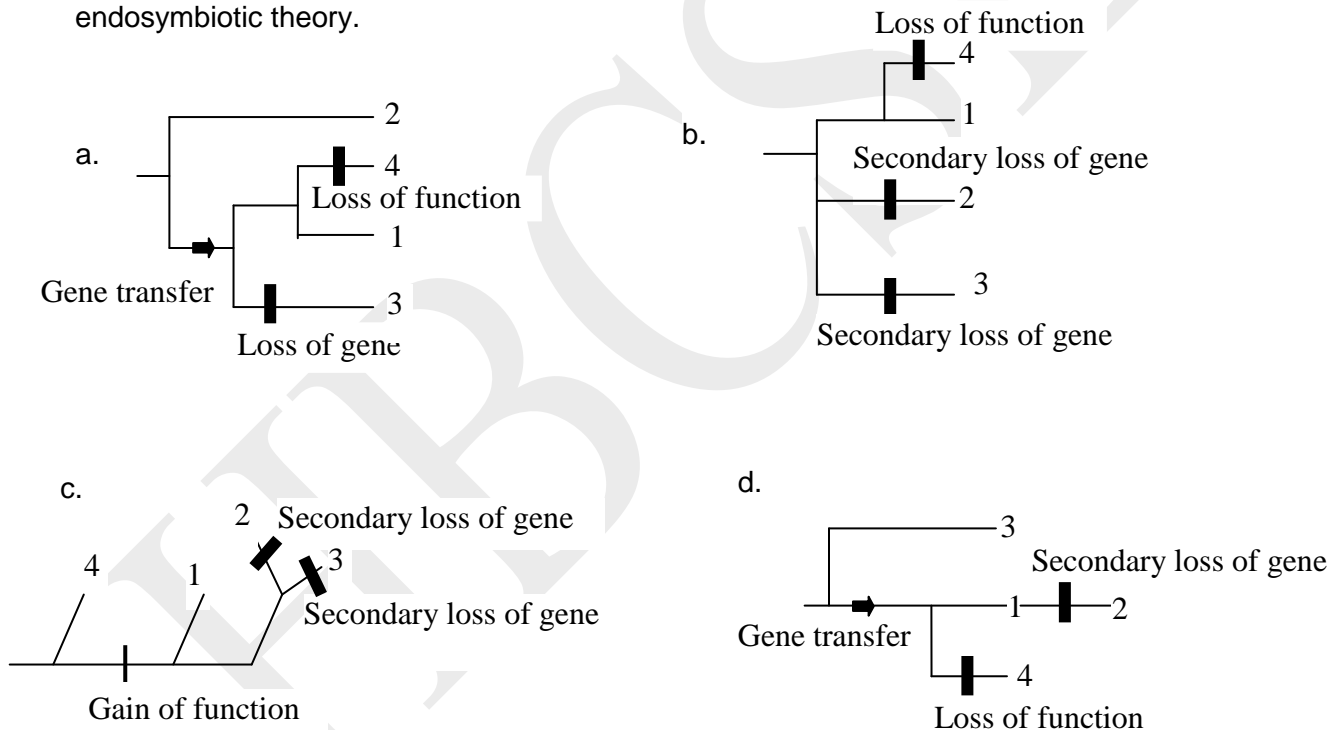 endosymbiotic theory.
a.
2
4
Loss of function
1
Gene transfer
3
Loss of gene
b.
Loss of function
4
1
Secondary loss of gene
2
3
Secondary loss of gene
c.
4
1
2
Secondary loss of gene
3
Secondary loss of gene
Gain of function
d.
3
Secondary loss of gene
1
2
Gene transfer
4
Loss of function